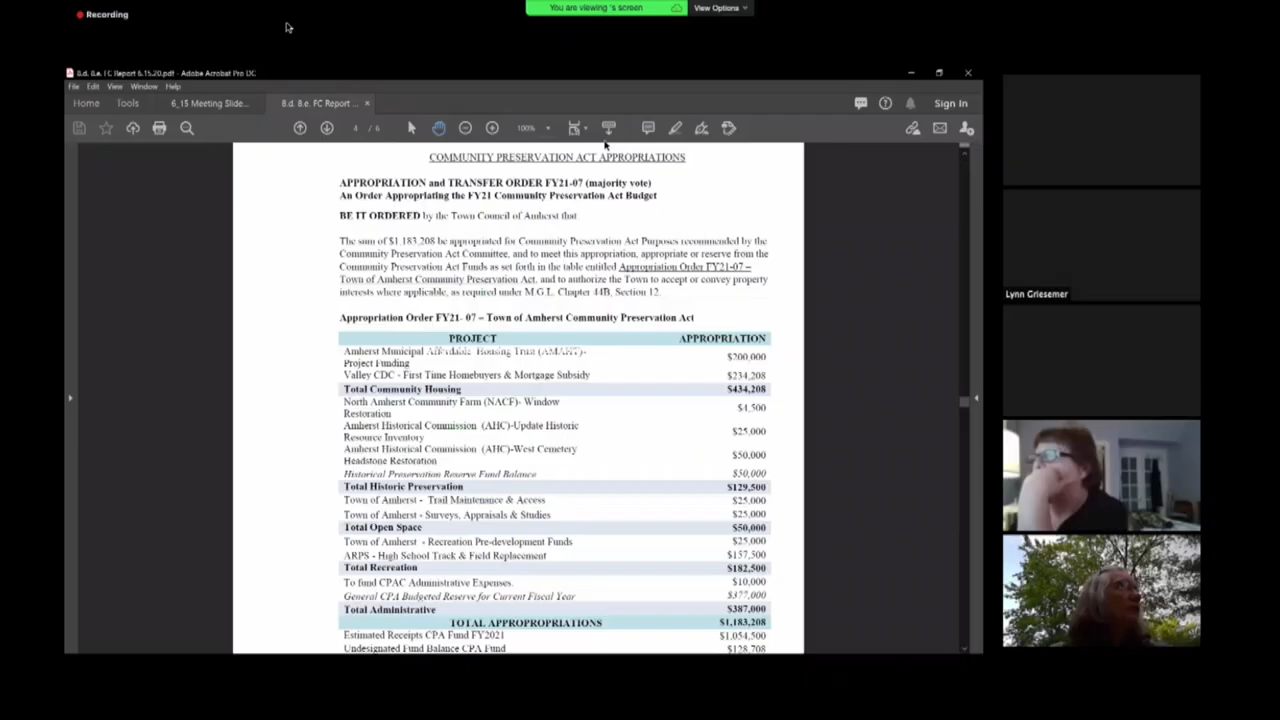 Recording
You are viewing 's screen
View Options
8.d. 8.e. FC Report 6.15.20.pdf - Adobe Acrobat Pro DC
File Edit View Window Help
Home Tools 6_15 Meeting Slide... 8.d. 8.e. FC Report ... × Sign In
4 / 6 100%
COMMUNITY PRESERVATION ACT APPROPRIATIONS
APPROPRIATION and TRANSFER ORDER FY21-07 (majority vote)
An Order Appropriating the FY21 Community Preservation Act Budget
BE IT ORDERED by the Town Council of Amherst that
The sum of $1,183,208 be appropriated for Community Preservation Act Purposes recommended by the
Community Preservation Act Committee, and to meet this appropriation, appropriate or reserve from the
Community Preservation Act Funds as set forth in the table entitled Appropriation Order FY21-07 –
Town of Amherst Community Preservation Act, and to authorize the Town to accept or convey property
interests where applicable, as required under M.G.L. Chapter 44B, Section 12.
Appropriation Order FY21- 07 – Town of Amherst Community Preservation Act
PROJECT APPROPRIATION
Amherst Municipal Affordable Housing Trust (AMAHT)-
Project Funding $200,000
Valley CDC - First Time Homebuyers & Mortgage Subsidy $234,208
Total Community Housing $434,208
North Amherst Community Farm (NACF)- Window
Restoration $4,500
Amherst Historical Commission (AHC)-Update Historic
Resource Inventory $25,000
Amherst Historical Commission (AHC)-West Cemetery
Headstone Restoration $50,000
Historical Preservation Reserve Fund Balance $50,000
Total Historic Preservation $129,500
Town of Amherst - Trail Maintenance & Access $25,000
Town of Amherst - Surveys, Appraisals & Studies $25,000
Total Open Space $50,000
Town of Amherst - Recreation Pre-development Funds $25,000
ARPS - High School Track & Field Replacement $157,500
Total Recreation $182,500
To fund CPAC Administrative Expenses. $10,000
General CPA Budgeted Reserve for Current Fiscal Year $377,000
Total Administrative $387,000
TOTAL APPROPROPRIATIONS $1,183,208
Estimated Receipts CPA Fund FY2021 $1,054,500
Undesignated Fund Balance CPA Fund $128,708
Lynn Griesemer